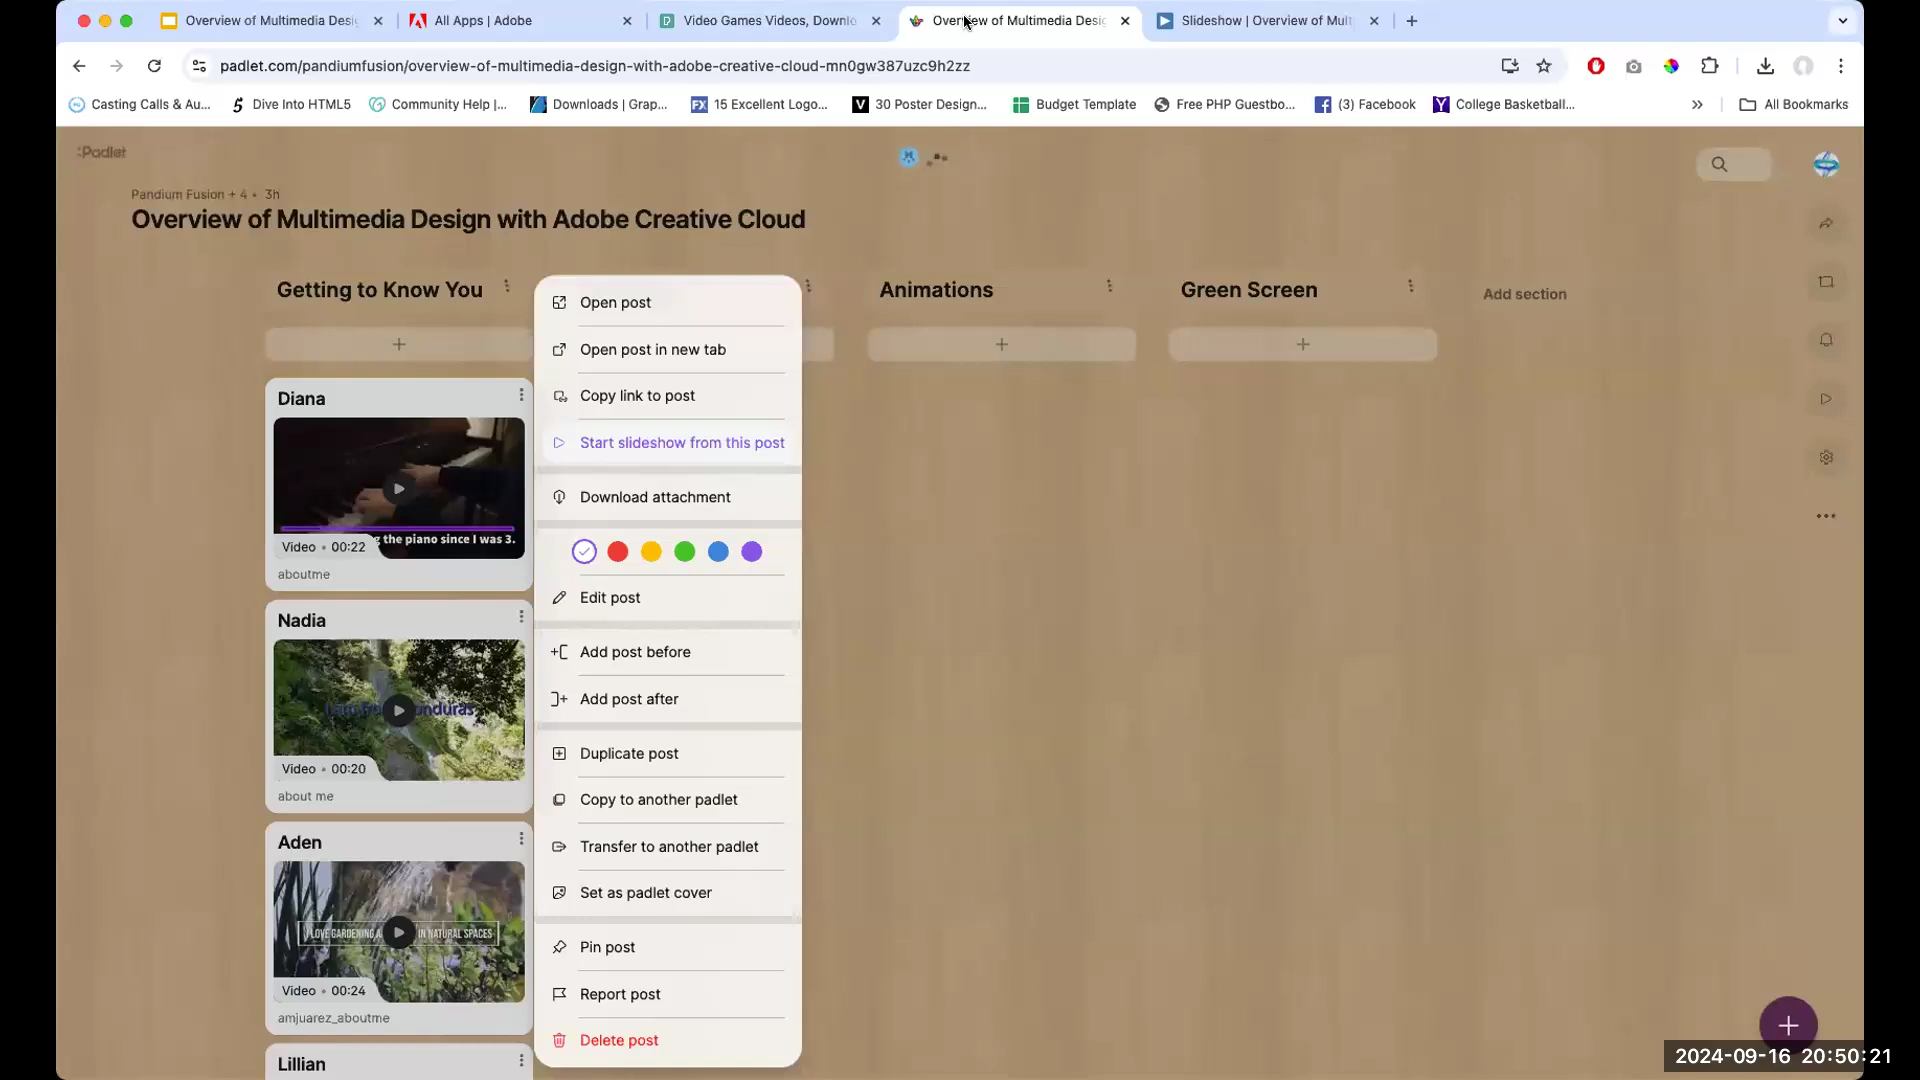 Overview of Multimedia Desi
All Apps | Adobe
Video Games Videos, Downlo
Overview of Multimedia Desi
Slideshow | Overview of Mult
padlet.com/pandiumfusion/overview-of-multimedia-design-with-adobe-creative-cloud-mn0gw387uzc9h2zz
Casting Calls & Au...
Dive Into HTML5
Community Help |...
Downloads | Grap...
15 Excellent Logo...
30 Poster Design...
Budget Template
Free PHP Guestbo...
(3) Facebook
College Basketball...
All Bookmarks
:Padlet
Pandium Fusion + 4 • 3h
Overview of Multimedia Design with Adobe Creative Cloud
Getting to Know You
Animations
Green Screen
Add section
Diana
g the piano since I was 3.
Video • 00:22
aboutme
Nadia
Video • 00:20
about me
Aden
LOVE GARDENING A IN NATURAL SPACES
Video • 00:24
amjuarez_aboutme
Lillian
Open post
Open post in new tab
Copy link to post
Start slideshow from this post
Download attachment
Edit post
Add post before
Add post after
Duplicate post
Copy to another padlet
Transfer to another padlet
Set as padlet cover
Pin post
Report post
Delete post
2024-09-16 20:50:21